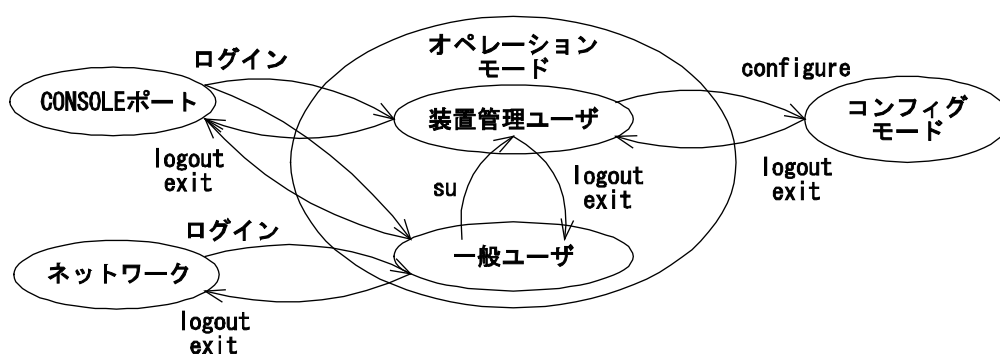 オペレーション
モード
ログイン
CONSOLEポート
configure
装置管理ユーザ
コンフィグ
モード
logout
exit
su
logout
exit
logout
exit
ログイン
一般ユーザ
ネットワーク
logout
exit